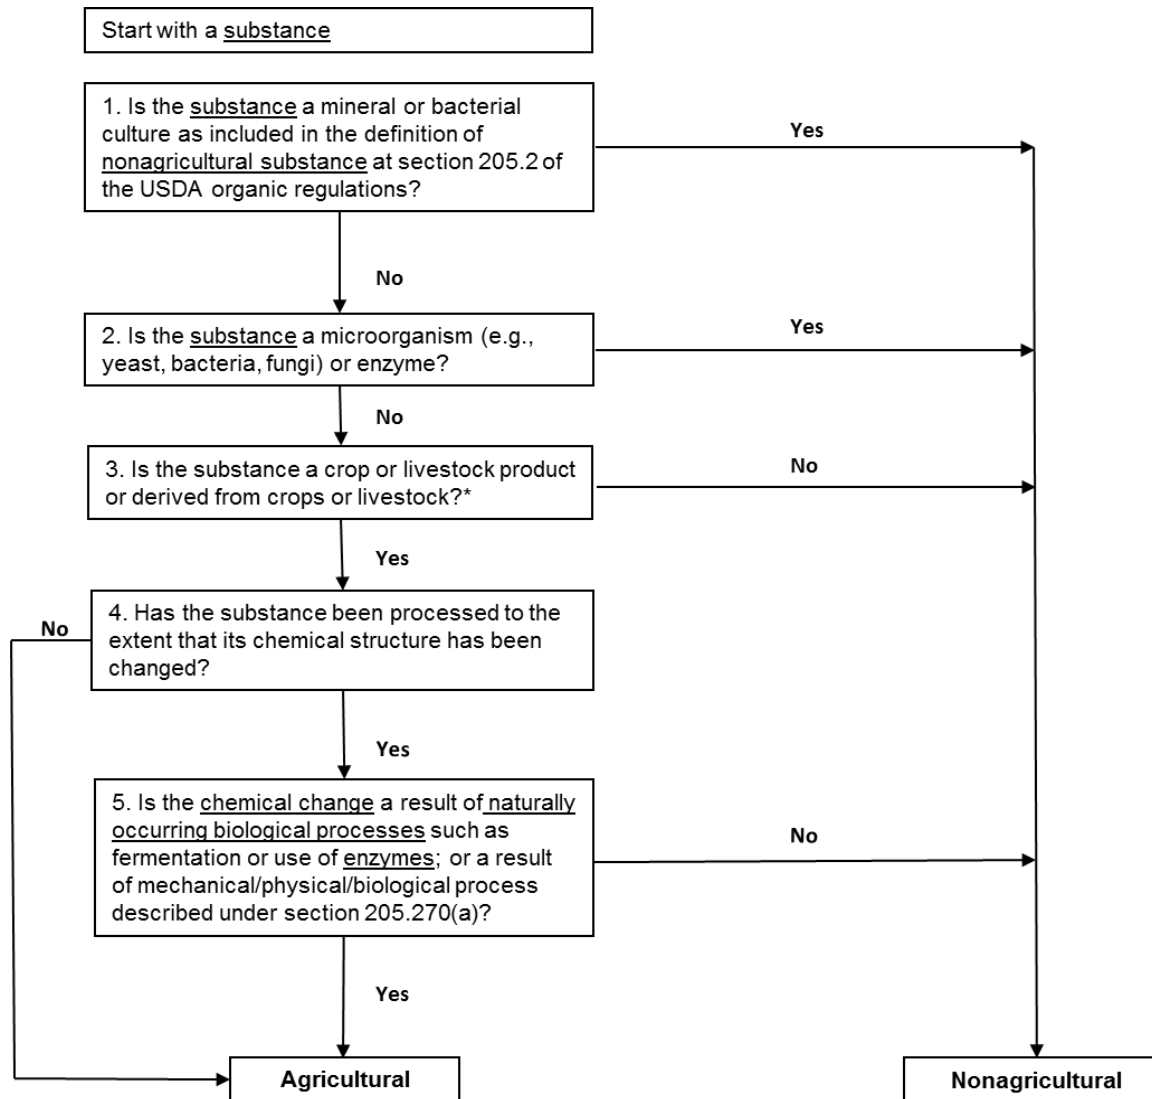 Start with a substance
1. Is the substance a mineral or bacterial
culture as included in the definition of
nonagricultural substance at section 205.2 of
the USDA organic regulations?
Yes
No
2. Is the substance a microorganism (e.g.,
yeast, bacteria, fungi) or enzyme?
Yes
No
3. Is the substance a crop or livestock product
or derived from crops or livestock?*
No
Yes
4. Has the substance been processed to the
extent that its chemical structure has been
changed?
No
Yes
5. Is the chemical change a result of naturally
occurring biological processes such as
fermentation or use of enzymes; or a result
of mechanical/physical/biological process
described under section 205.270(a)?
No
Yes
Agricultural
Nonagricultural